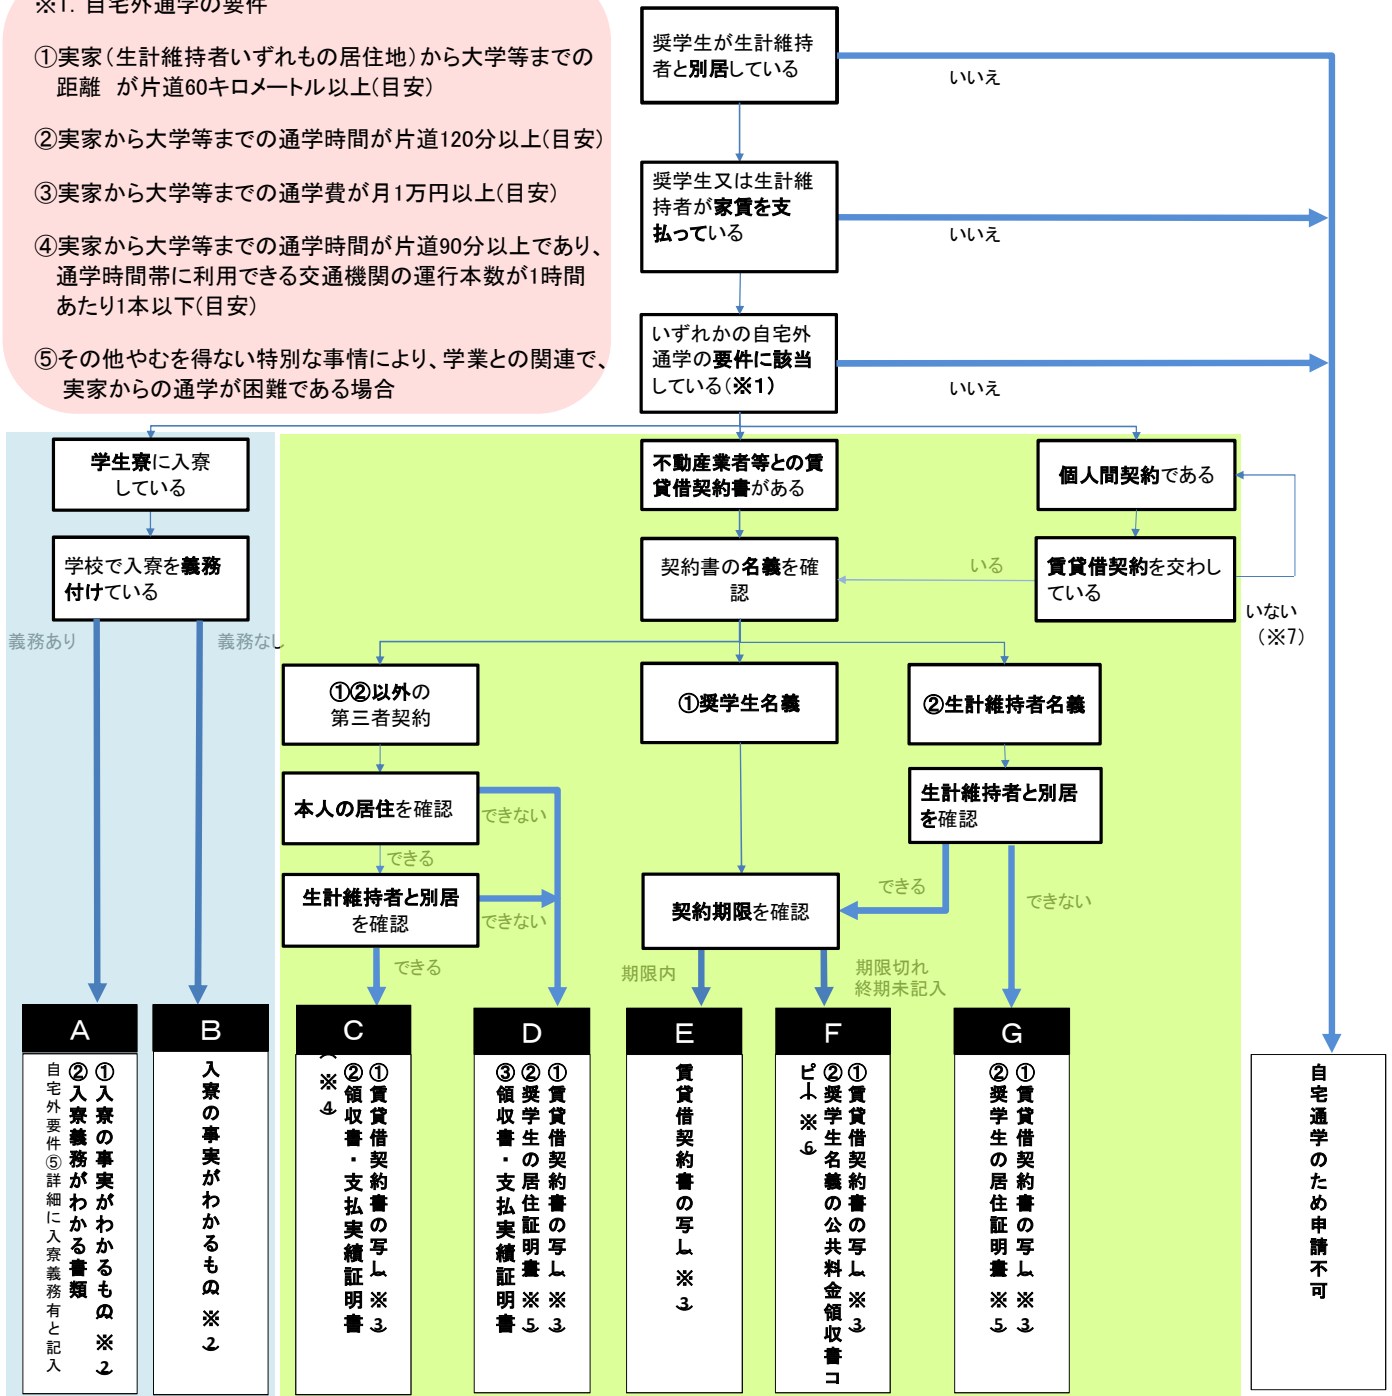 ※1. 自宅外通学の要件
①実家(生計維持者いずれもの居住地)から大学等までの
距離 が片道60キロメートル以上(目安)
②実家から大学等までの通学時間が片道120分以上(目安)
③実家から大学等までの通学費が月1万円以上(目安)
④実家から大学等までの通学時間が片道90分以上であり、
通学時間帯に利用できる交通機関の運行本数が1時間
あたり1本以下(目安)
⑤その他やむを得ない特別な事情により、学業との関連で、
実家からの通学が困難である場合
奨学生が生計維持
者と別居している
いいえ
奨学生又は生計維
持者が家賃を支
払っている
いいえ
いずれかの自宅外
通学の要件に該当
している(※1)
いいえ
学生寮に入寮
している
不動産業者等との賃
貸借契約書がある
個人間契約である
学校で入寮を義務
付けている
契約書の名義を確
認
いる
賃貸借契約を交わし
ている
いない
(※7)
義務あり
義務なし
①②以外の
第三者契約
①奨学生名義
②生計維持者名義
本人の居住を確認
できない
生計維持者と別居
を確認
できる
生計維持者と別居
を確認
できない
契約期限を確認
できる
できない
できる
期限内
期限切れ
終期未記入
A
①入寮の事実がわかるもの(※2)
②入寮義務がわかる書類
自宅外要件⑤詳細に入寮義務有と記入
B
入寮の事実がわかるもの(※2)
C
①賃貸借契約書の写し(※3)
②領収書・支払実績証明書
(※4)
D
①賃貸借契約書の写し(※3)
②奨学生の居住証明書(※5)
③領収書・支払実績証明書
E
賃貸借契約書の写し(※3)
F
①賃貸借契約書の写し(※3)
②奨学生名義の公共料金領収書コ
ピー(※6)
G
①賃貸借契約書の写し(※3)
②奨学生の居住証明書(※5)
自宅通学のため申請不可